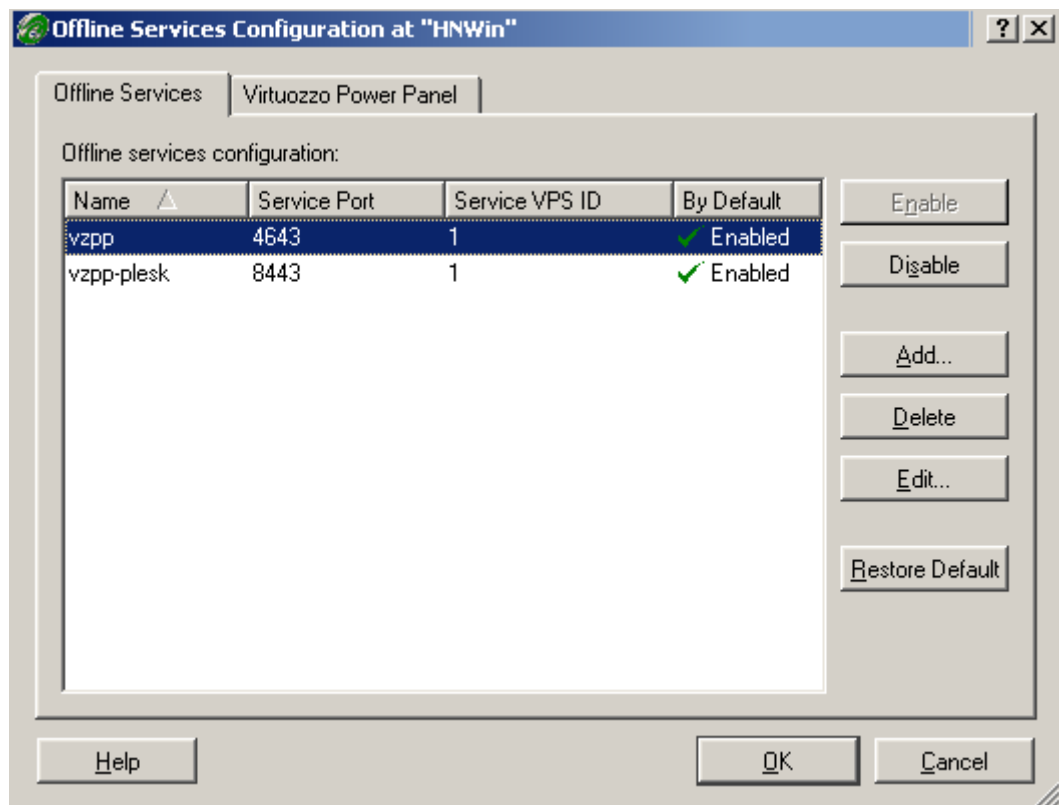 Offline Services Configuration at "HNWin"
Offline Services Virtuozzo Power Panel
Offline services configuration:
Name Service Port Service VPS ID By Default
vzpp 4643 1 Enabled
vzpp-plesk 8443 1 Enabled
Enable
Disable
Add...
Delete
Edit...
Restore Default
Help OK Cancel